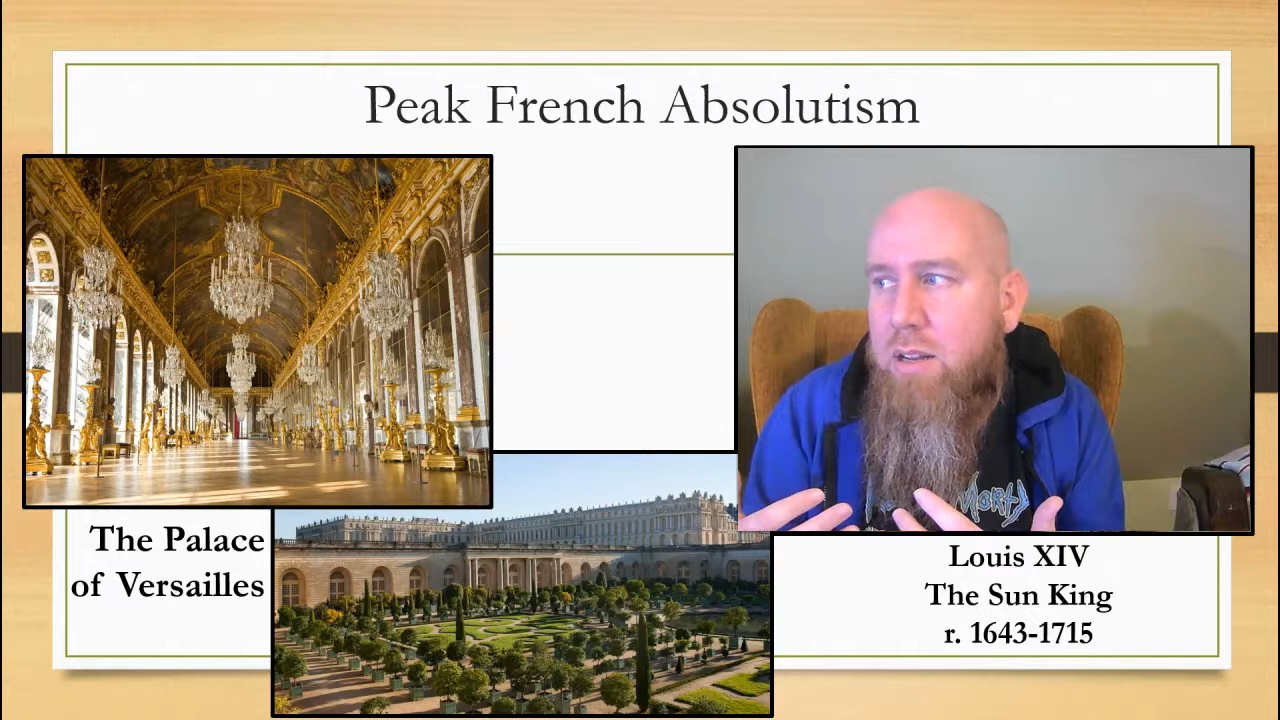 Peak French Absolutism
The Palace
of Versailles
Louis XIV
The Sun King
r. 1643-1715